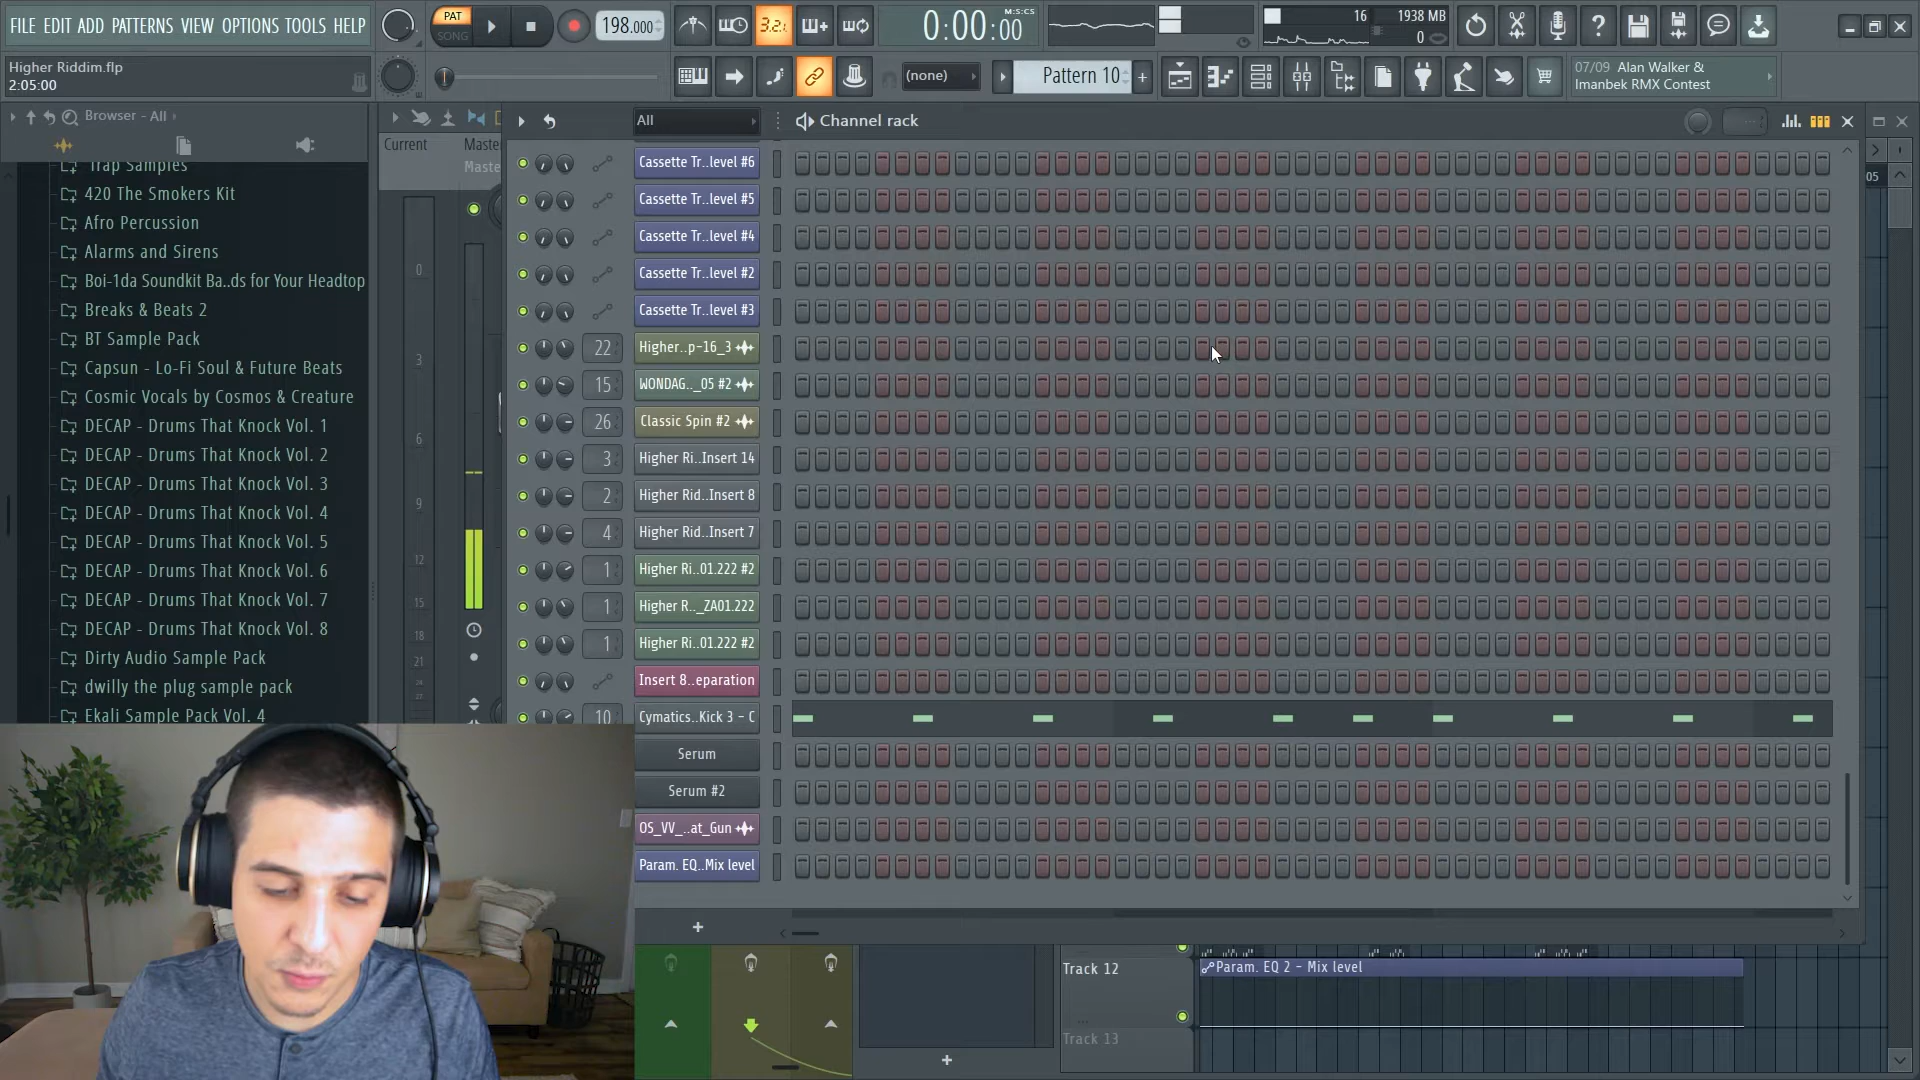 FILE EDIT ADD PATTERNS VIEW OPTIONS TOOLS HELP
PAT
SONG
198.000
3.2.
0:00:00
M:S:CS
16
1938 MB
0
Higher Riddim.flp
2:05:00
(none)
Pattern 10
+
07/09 Alan Walker &
Imanbek RMX Contest
Browser - All
Current
Master
Master
All
Channel rack
05
Trap Samples
420 The Smokers Kit
Afro Percussion
Alarms and Sirens
Boi-1da Soundkit Ba..ds for Your Headtop
Breaks & Beats 2
BT Sample Pack
Capsun - Lo-Fi Soul & Future Beats
Cosmic Vocals by Cosmos & Creature
DECAP - Drums That Knock Vol. 1
DECAP - Drums That Knock Vol. 2
DECAP - Drums That Knock Vol. 3
DECAP - Drums That Knock Vol. 4
DECAP - Drums That Knock Vol. 5
DECAP - Drums That Knock Vol. 6
DECAP - Drums That Knock Vol. 7
DECAP - Drums That Knock Vol. 8
Dirty Audio Sample Pack
dwilly the plug sample pack
Ekali Sample Pack Vol. 4
0
3
6
9
12
15
18
21
Cassette Tr..level #6
Cassette Tr..level #5
Cassette Tr..level #4
Cassette Tr..level #2
Cassette Tr..level #3
22 Higher..p-16_3
15 WONDAG.._05 #2
26 Classic Spin #2
3 Higher Ri..Insert 14
2 Higher Rid..Insert 8
4 Higher Rid..Insert 7
1 Higher Ri..01.222 #2
1 Higher R.._ZA01.222
1 Higher Ri..01.222 #2
Insert 8..eparation
10 Cymatics..Kick 3 - C
Serum
Serum #2
OS_VV_..at_Gun
Param. EQ..Mix level
+
Track 12
Param. EQ 2 - Mix level
...
Track 13
+